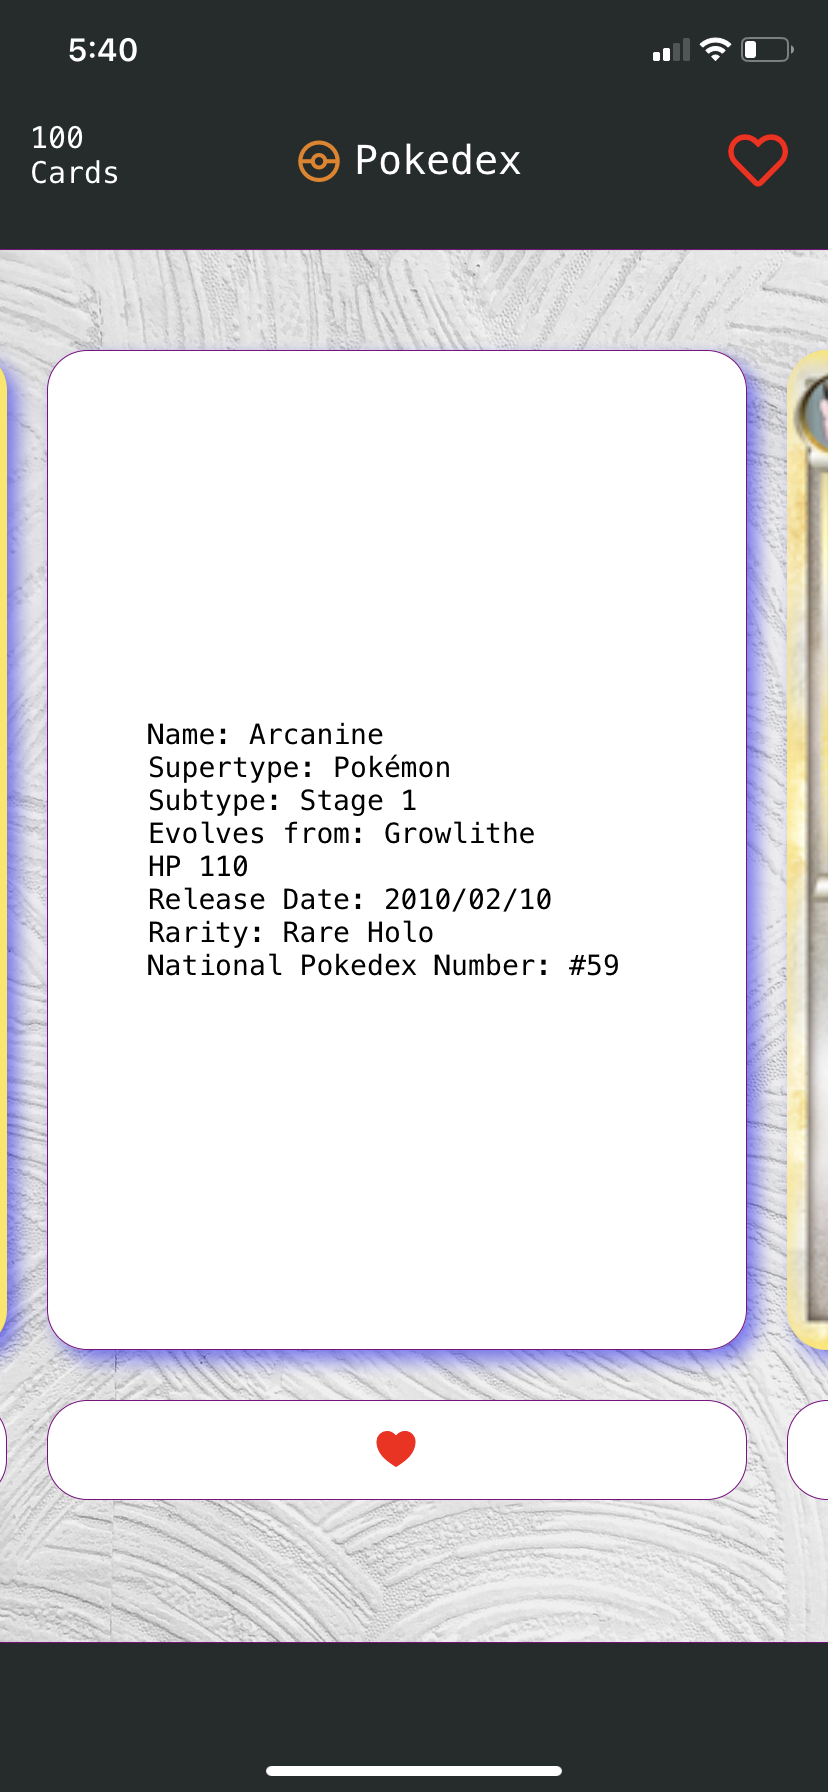 5:40
100
Cards
Pokedex
Name: Arcanine
Supertype: Pokémon
Subtype: Stage 1
Evolves from: Growlithe
HP 110
Release Date: 2010/02/10
Rarity: Rare Holo
National Pokedex Number: #59